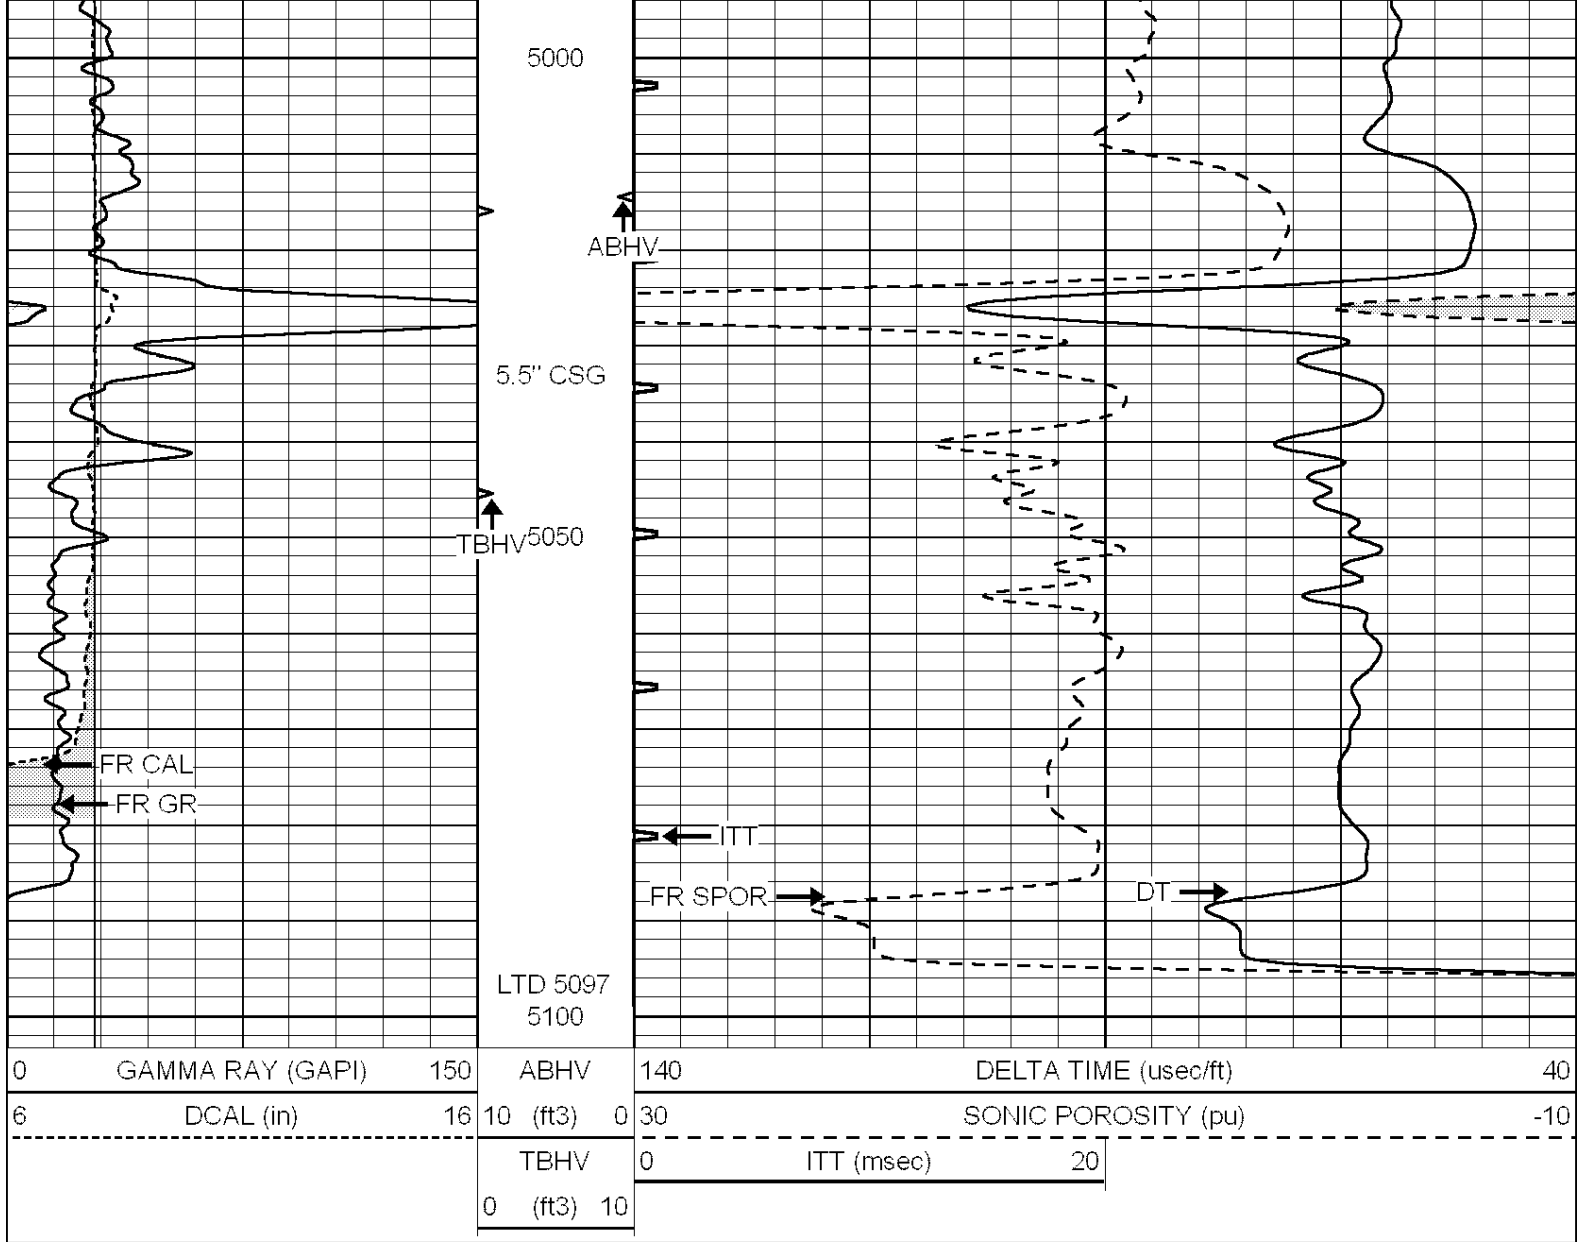 5000
ABHV
5.5" CSG
TBHV 5050
FR CAL
FR GR
ITT
FR SPOR
DT
LTD 5097
5100
0 GAMMA RAY (GAPI) 150 ABHV 140 DELTA TIME (usec/ft) 40
6 DCAL (in) 16 10 (ft3) 0 30 SONIC POROSITY (pu) -10
TBHV 0 ITT (msec) 20
0 (ft3) 10